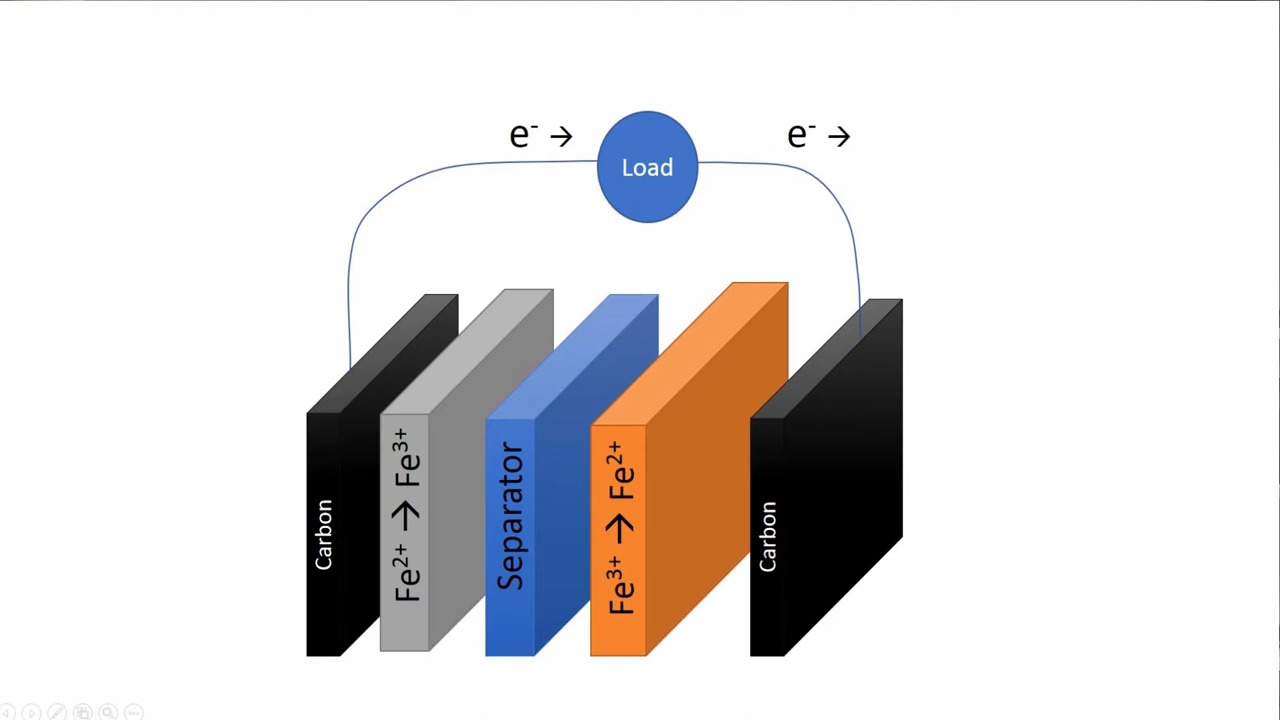 e⁻ → e⁻ →
Load
Carbon
Fe²⁺ → Fe³⁺
Separator
Fe³⁺ → Fe²⁺
Carbon